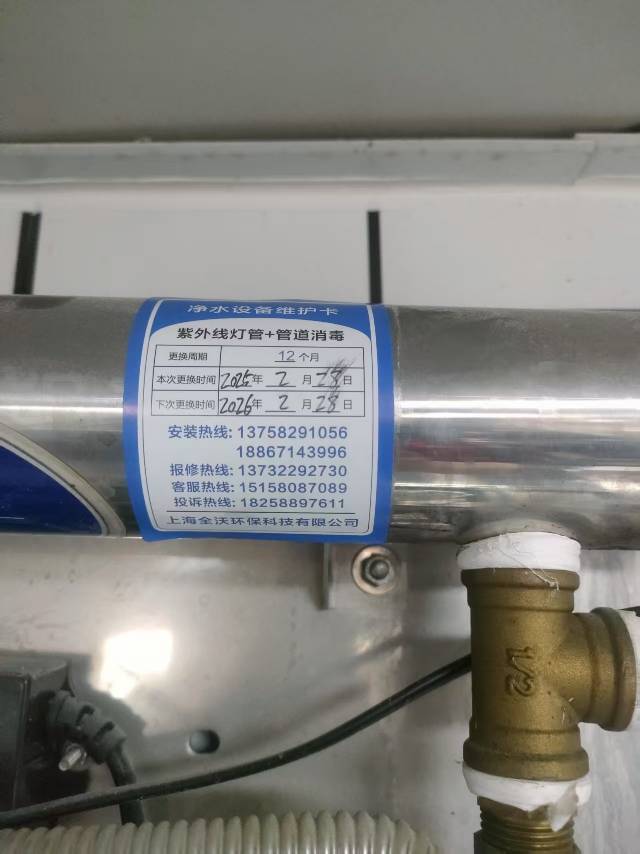 净水设备维护卡
紫外线灯管+管道消毒
更换周期 12个月
本次更换时间 2025年 2月28日
下次更换时间 2026年 2月28日
安装热线: 13758291056
18867143996
报修热线: 13732292730
客服热线: 15158087089
投诉热线: 18258897611
上海全沃环保科技有限公司
1/2